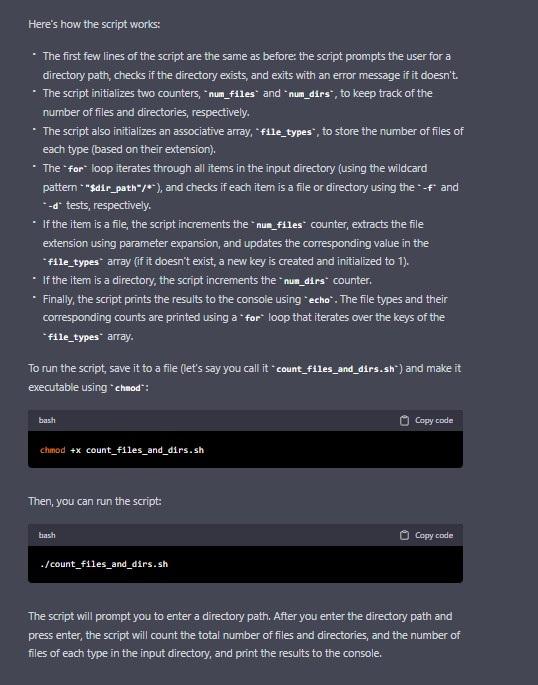 Here's how the script works:
• The first few lines of the script are the same as before: the script prompts the user for a
directory path, checks if the directory exists, and exits with an error message if it doesn't.
• The script initializes two counters, `num_files` and `num_dirs`, to keep track of the
number of files and directories, respectively.
• The script also initializes an associative array, `file_types`, to store the number of files of
each type (based on their extension).
• The `for` loop iterates through all items in the input directory (using the wildcard
pattern `"$dir_path"/*`), and checks if each item is a file or directory using the `-f` and
`-d` tests, respectively.
• If the item is a file, the script increments the `num_files` counter, extracts the file
extension using parameter expansion, and updates the corresponding value in the
`file_types` array (if it doesn't exist, a new key is created and initialized to 1).
• If the item is a directory, the script increments the `num_dirs` counter.
• Finally, the script prints the results to the console using `echo`. The file types and their
corresponding counts are printed using a `for` loop that iterates over the keys of the
`file_types` array.
To run the script, save it to a file (let's say you call it `count_files_and_dirs.sh`) and make it
executable using `chmod`:
bash Copy code
chmod +x count_files_and_dirs.sh
Then, you can run the script:
bash Copy code
./count_files_and_dirs.sh
The script will prompt you to enter a directory path. After you enter the directory path and
press enter, the script will count the total number of files and directories, and the number of
files of each type in the input directory, and print the results to the console.